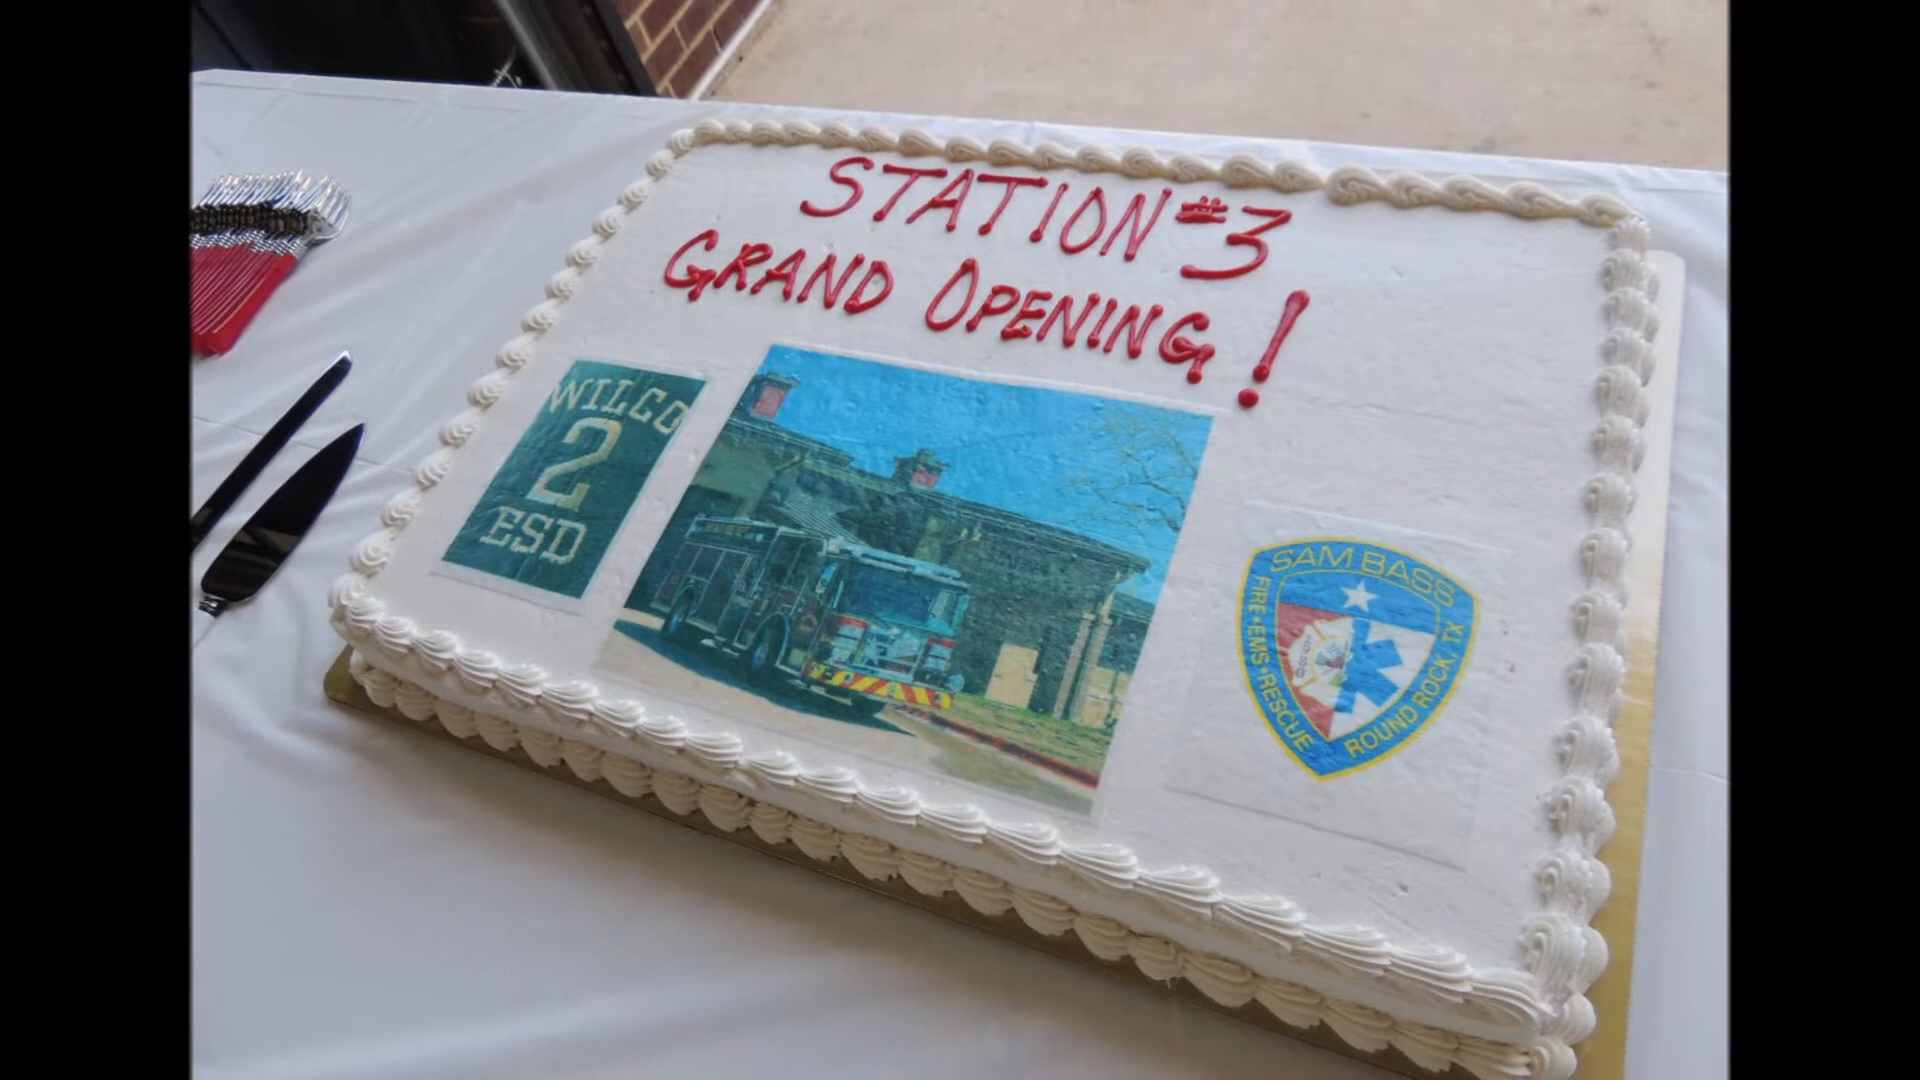 STATION #3
GRAND OPENING!
WILCO
2
ESD
SAM BASS
FIRE • EMS • RESCUE
ROUND ROCK, TX